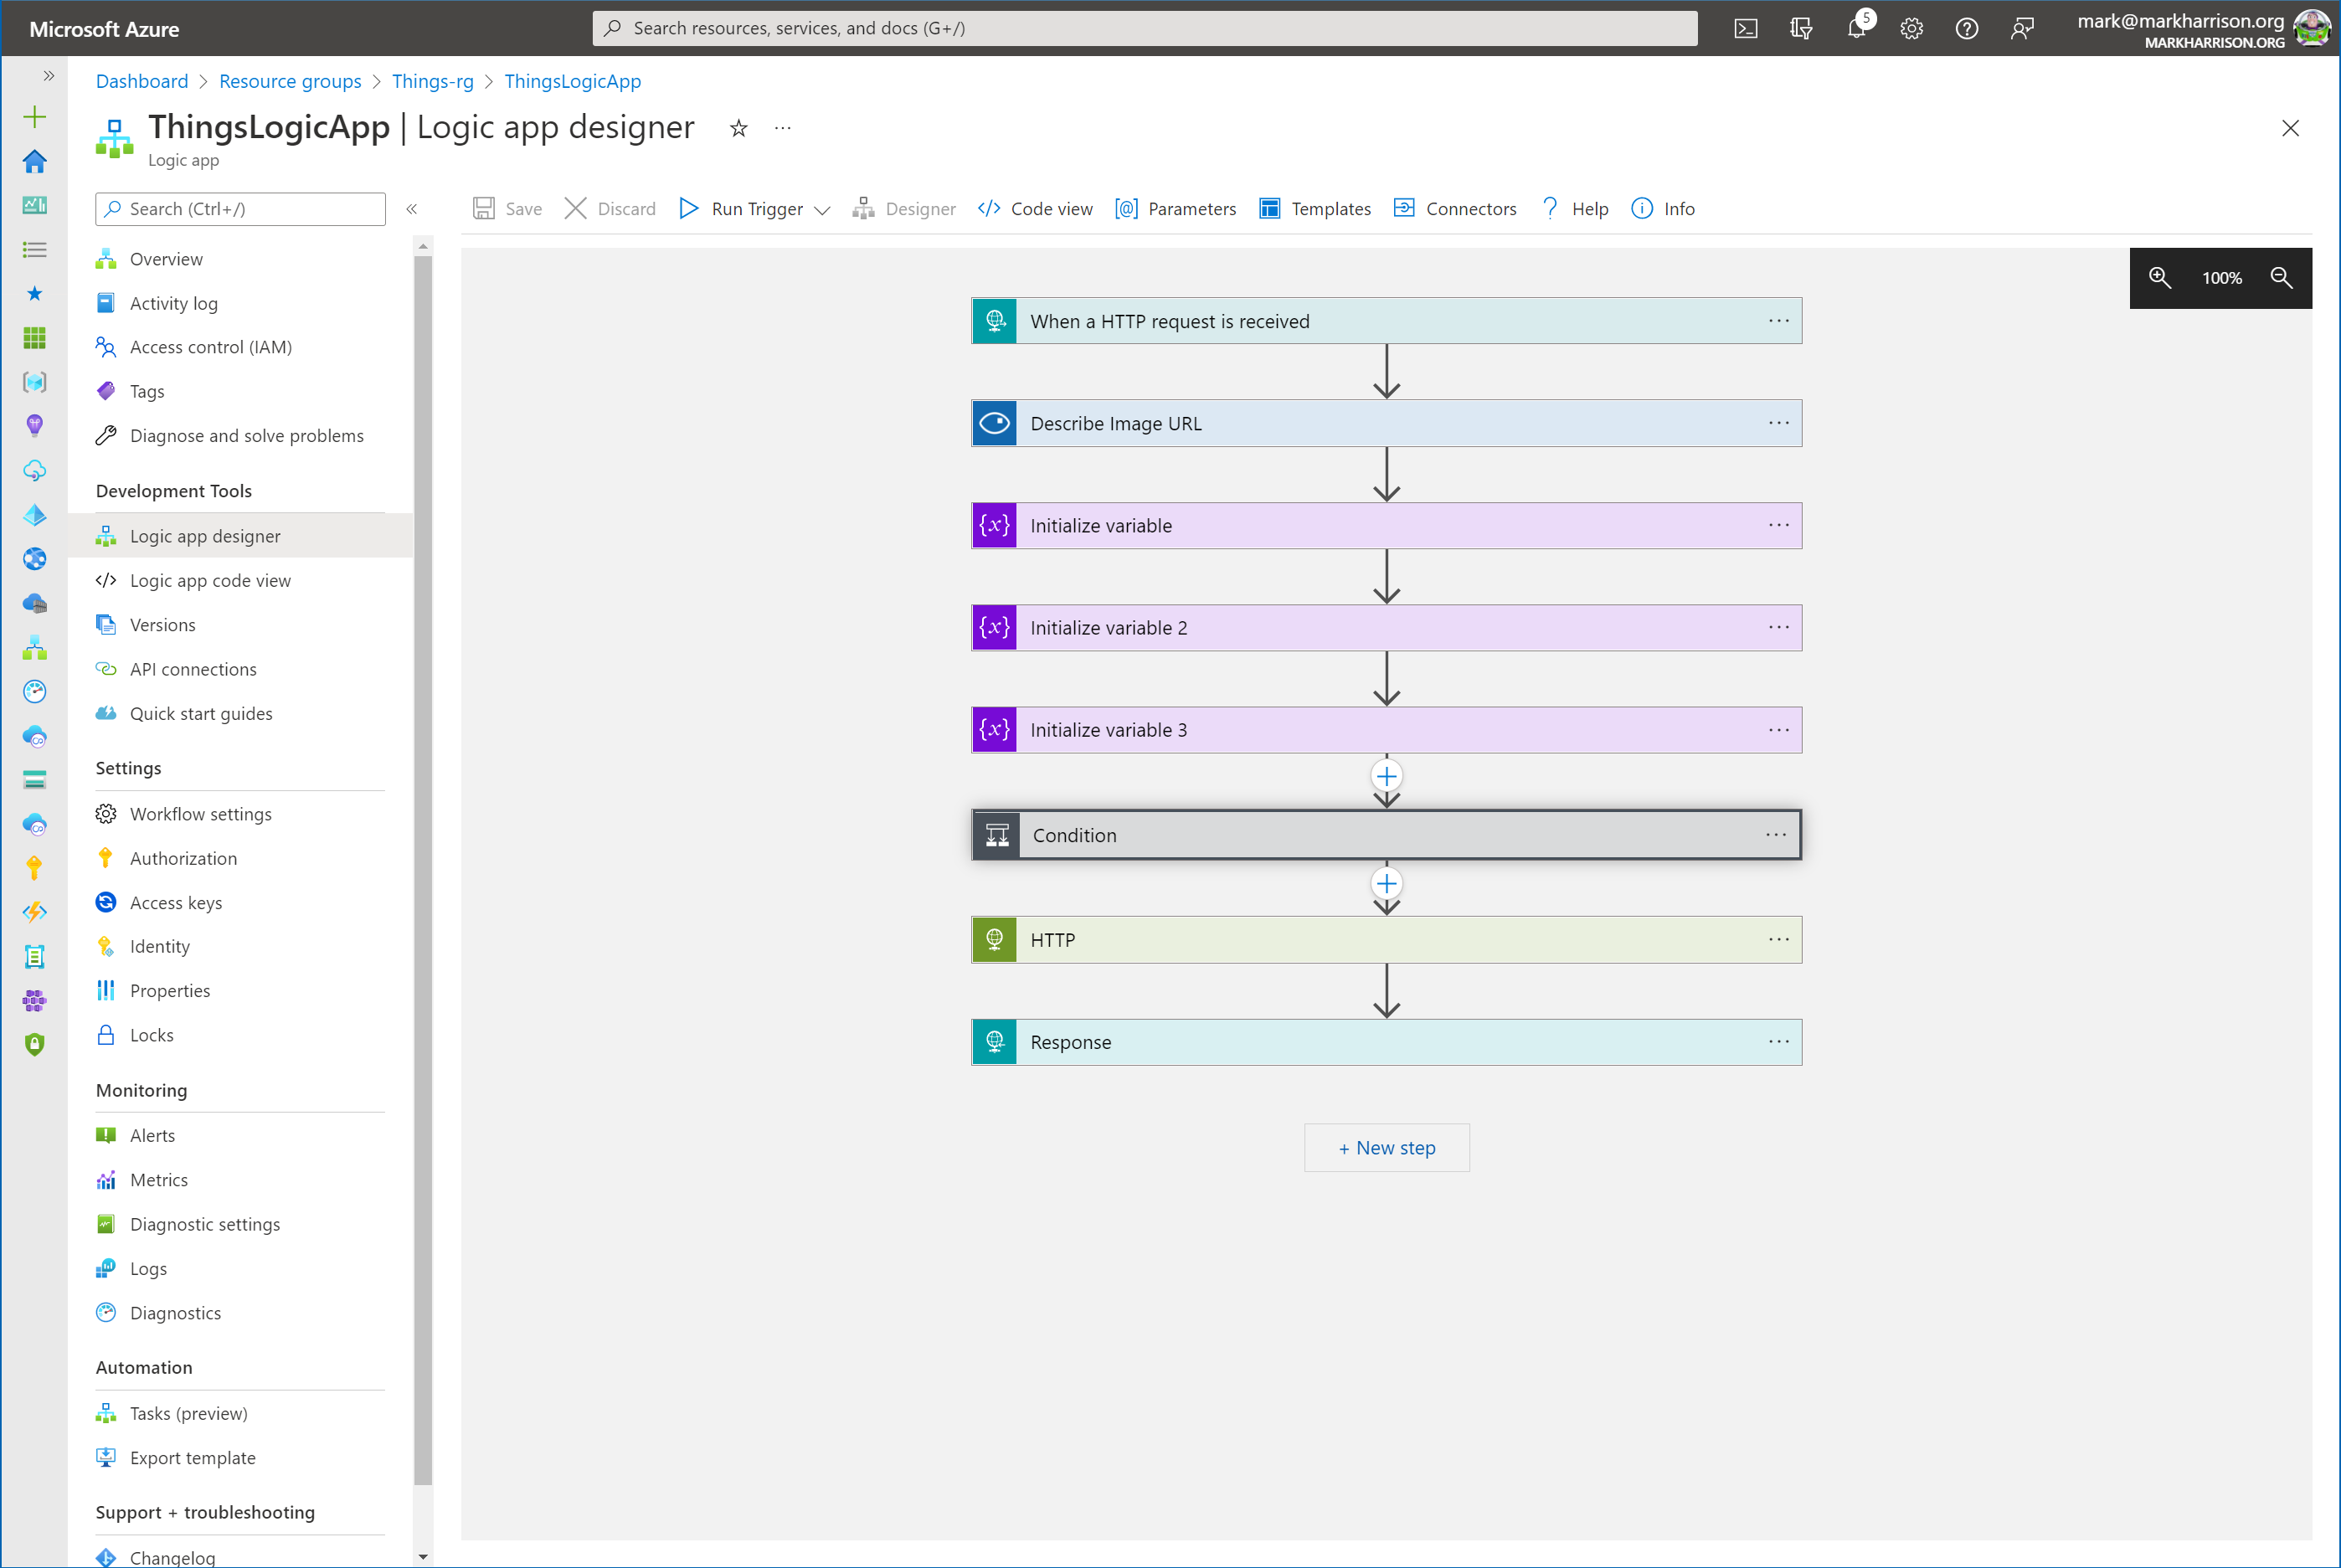 Microsoft Azure
Search resources, services, and docs (G+/)
5
mark@markharrison.org
MARKHARRISON.ORG
Dashboard > Resource groups > Things-rg > ThingsLogicApp
ThingsLogicApp | Logic app designer
Logic app
Search (Ctrl+/)
Save Discard Run Trigger Designer Code view Parameters Templates Connectors Help Info
Overview
Activity log
Access control (IAM)
Tags
Diagnose and solve problems
Development Tools
Logic app designer
Logic app code view
Versions
API connections
Quick start guides
Settings
Workflow settings
Authorization
Access keys
Identity
Properties
Locks
Monitoring
Alerts
Metrics
Diagnostic settings
Logs
Diagnostics
Automation
Tasks (preview)
Export template
Support + troubleshooting
Changelog
100%
When a HTTP request is received
Describe Image URL
{x} Initialize variable
{x} Initialize variable 2
{x} Initialize variable 3
Condition
HTTP
Response
+ New step